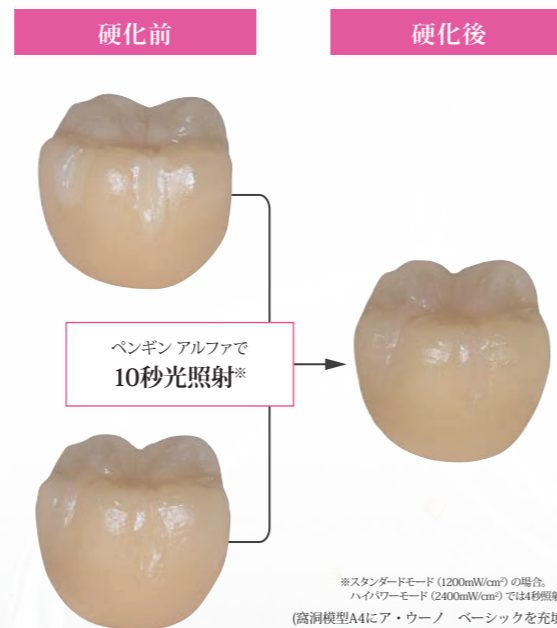 硬化前
硬化後
ペンギン アルファで
10秒光照射※
※スタンダードモード（1200mW/cm²）の場合。
ハイパワーモード（2400mW/cm²）では4秒照射
(窩洞模型A4にア・ウーノ　ベーシックを充填